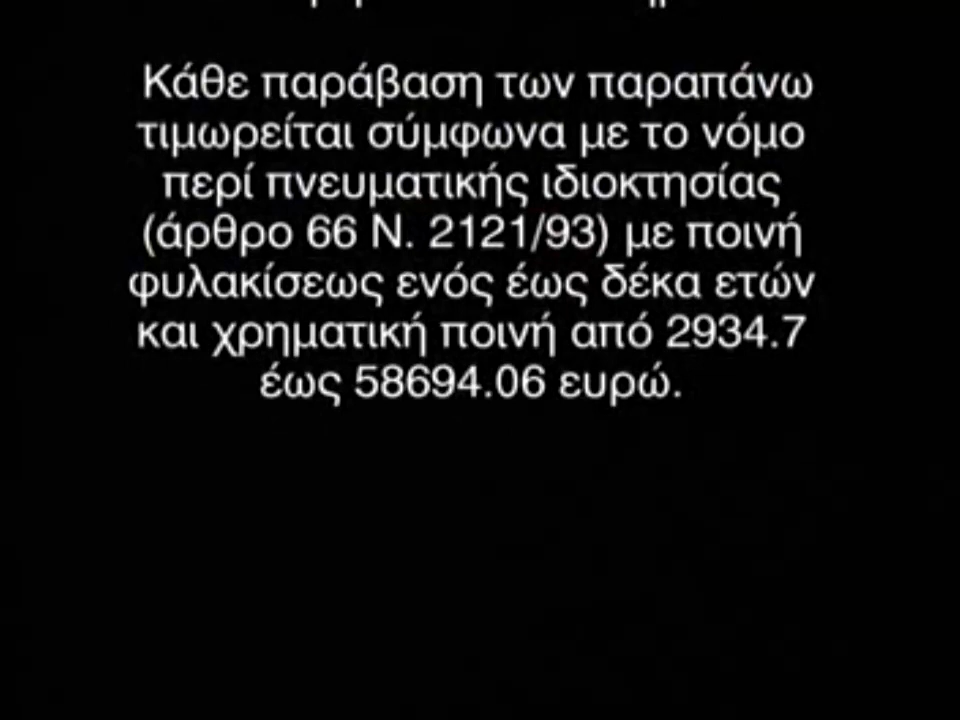 Κάθε παράβαση των παραπάνω
τιμωρείται σύμφωνα με το νόμο
περί πνευματικής ιδιοκτησίας
(άρθρο 66 Ν. 2121/93) με ποινή
φυλακίσεως ενός έως δέκα ετών
και χρηματική ποινή από 2934.7
έως 58694.06 ευρώ.